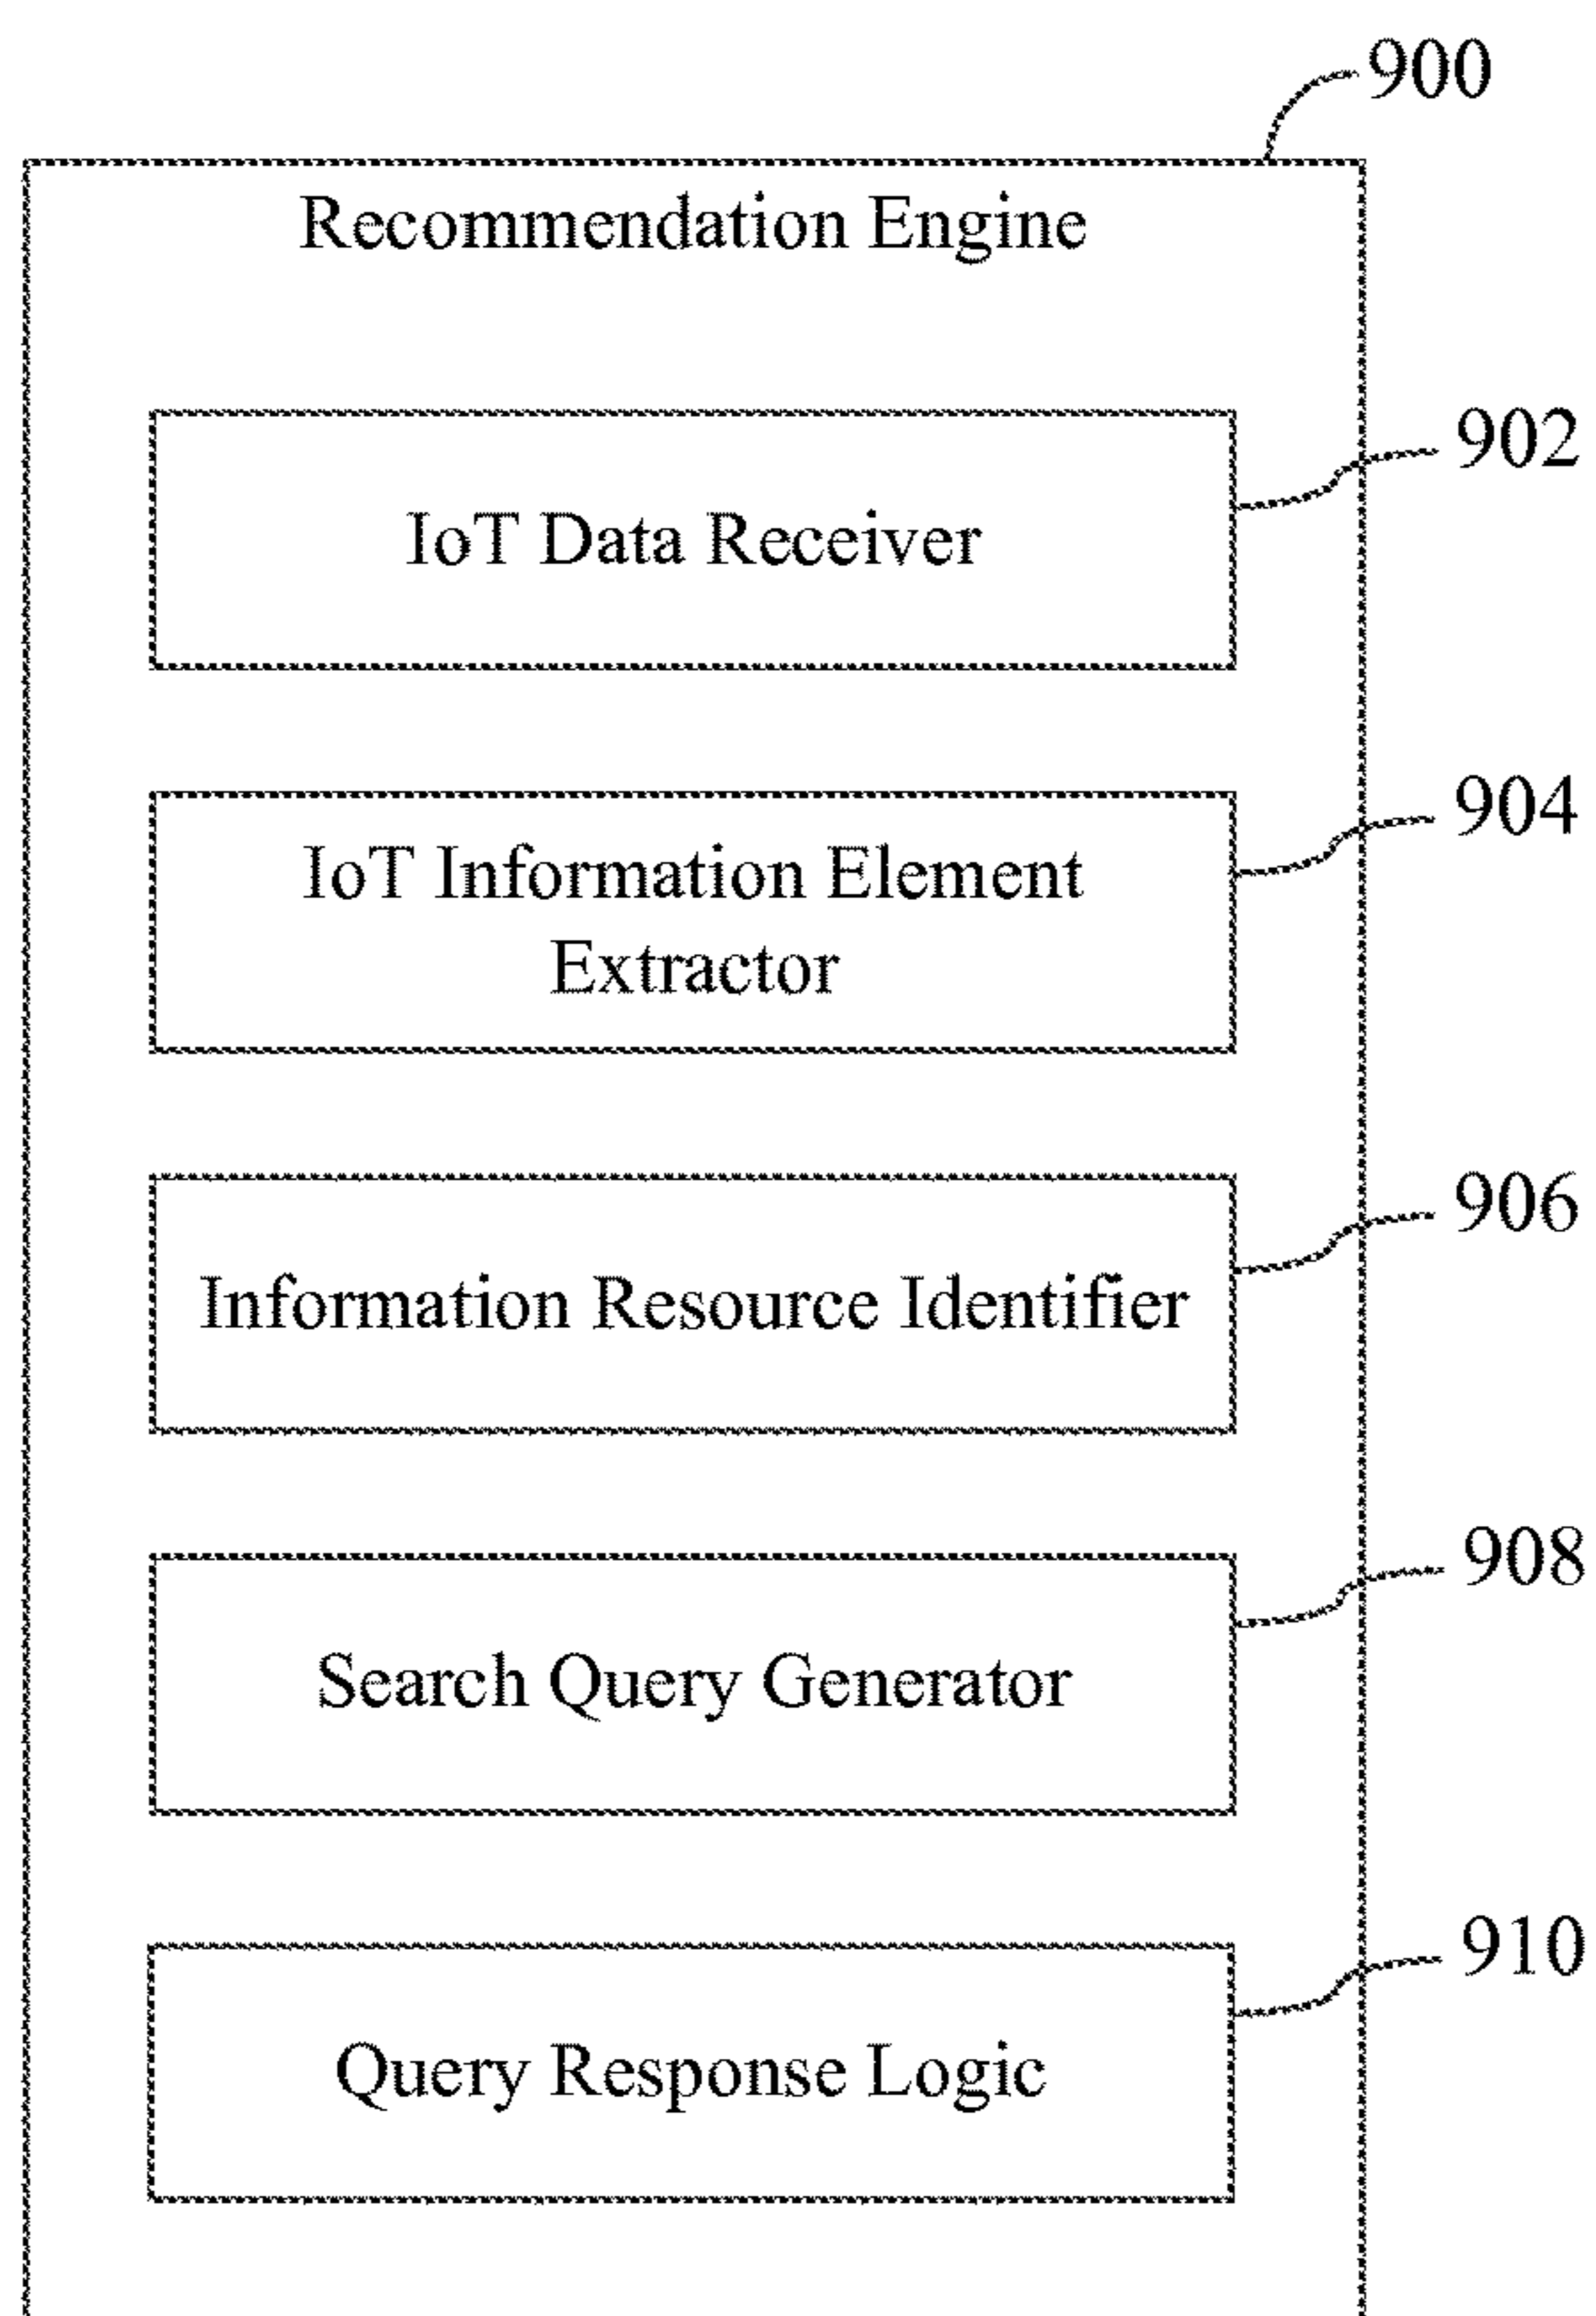 900
Recommendation Engine
902
IoT Data Receiver
904
IoT Information Element
Extractor
906
Information Resource Identifier
908
Search Query Generator
910
Query Response Logic